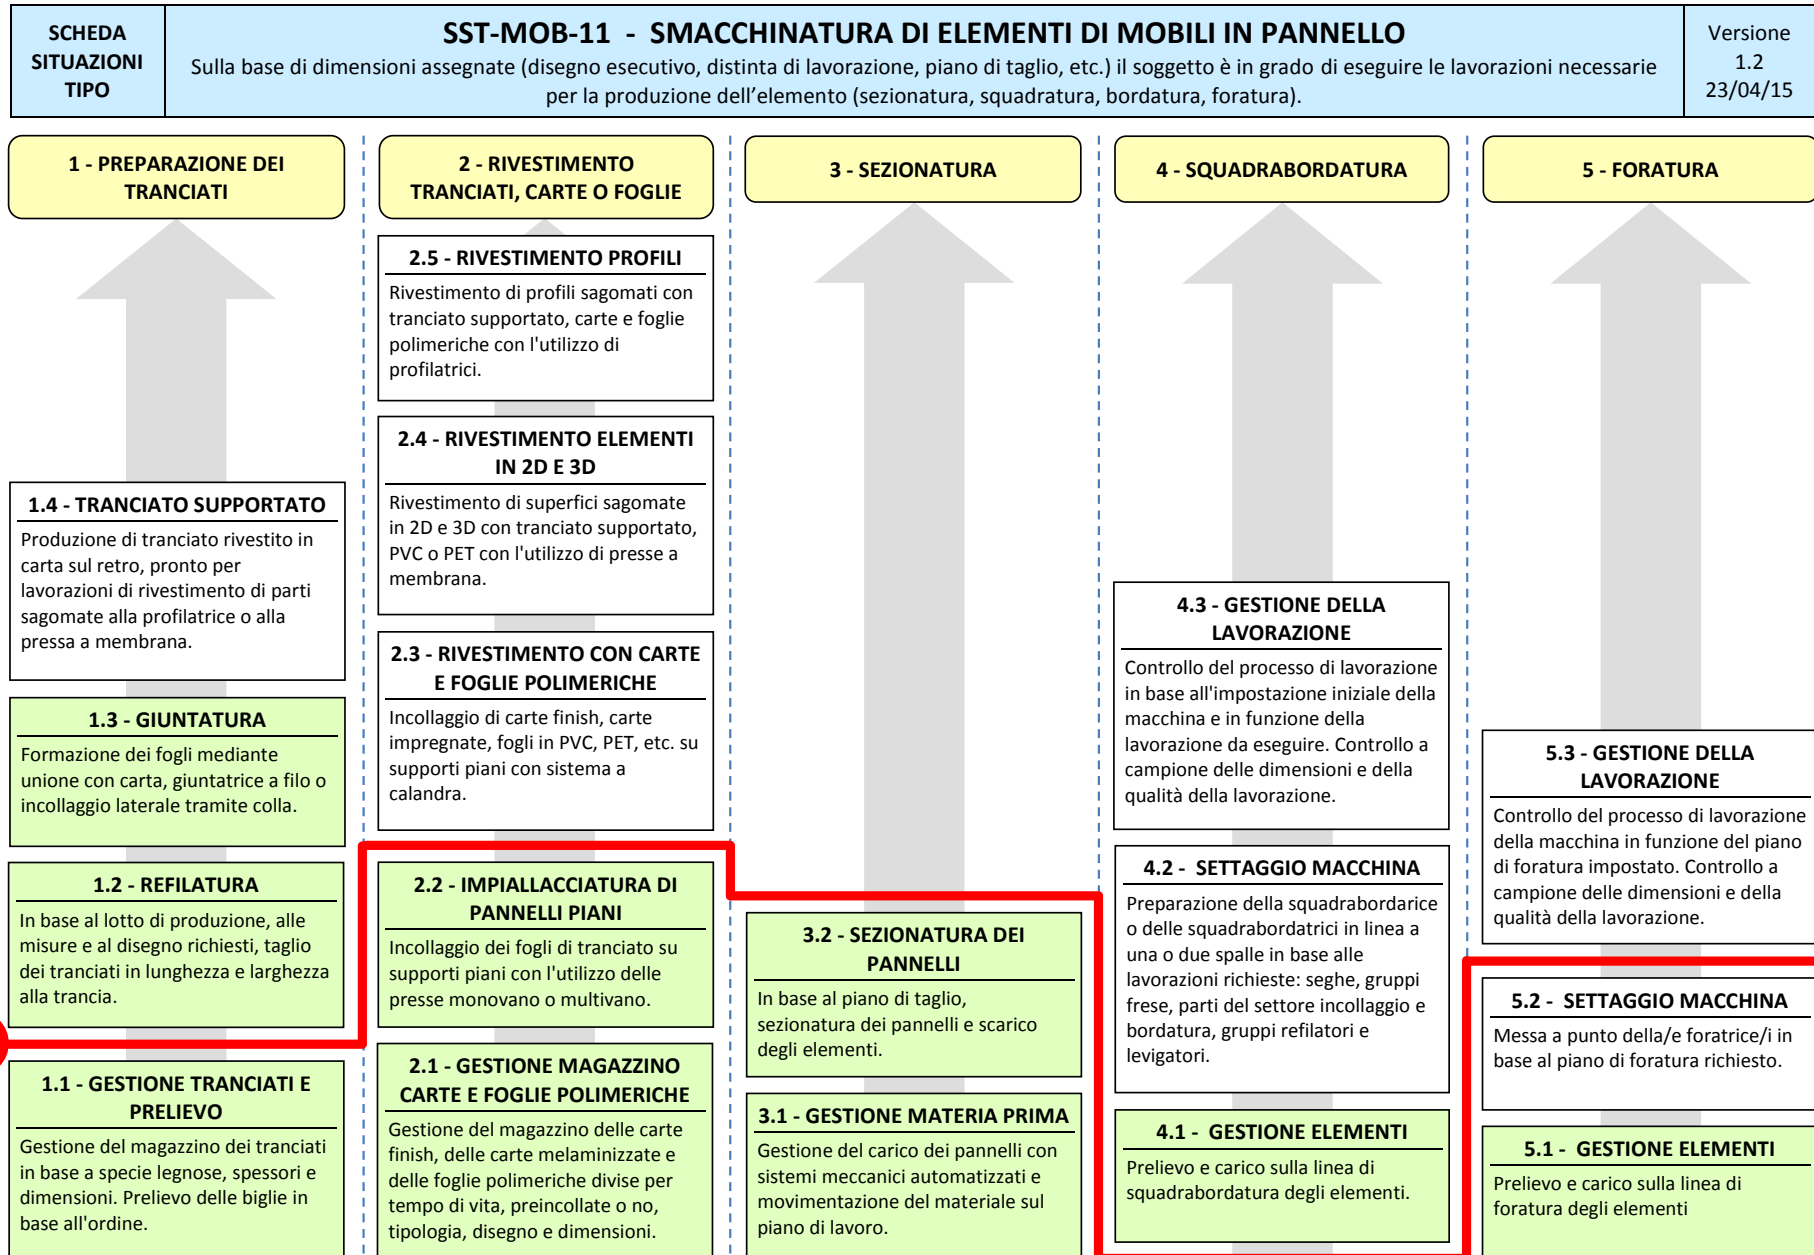 SCHEDA
SITUAZIONI
TIPO
SST-MOB-11 - SMACCHINATURA DI ELEMENTI DI MOBILI IN PANNELLO
Sulla base di dimensioni assegnate (disegno esecutivo, distinta di lavorazione, piano di taglio, etc.) il soggetto è in grado di eseguire le lavorazioni necessarie
per la produzione dell'elemento (sezionatura, squadratura, bordatura, foratura).
Versione
1.2
23/04/15
1 - PREPARAZIONE DEI
TRANCIATI
1.4 - TRANCIATO SUPPORTATO
Produzione di tranciato rivestito in
carta sul retro, pronto per
lavorazioni di rivestimento di parti
sagomate alla profilatrice o alla
pressa a membrana.
1.3 - GIUNTATURA
Formazione dei fogli mediante
unione con carta, giuntatrice a filo o
incollaggio laterale tramite colla.
1.2 - REFILATURA
In base al lotto di produzione, alle
misure e al disegno richiesti, taglio
dei tranciati in lunghezza e larghezza
alla trancia.
1.1 - GESTIONE TRANCIATI E
PRELIEVO
Gestione del magazzino dei tranciati
in base a specie legnose, spessori e
dimensioni. Prelievo delle biglie in
base all'ordine.
2 - RIVESTIMENTO
TRANCIATI, CARTE O FOGLIE
2.5 - RIVESTIMENTO PROFILI
Rivestimento di profili sagomati con
tranciato supportato, carte e foglie
polimeriche con l'utilizzo di
profilatrici.
2.4 - RIVESTIMENTO ELEMENTI
IN 2D E 3D
Rivestimento di superfici sagomate
in 2D e 3D con tranciato supportato,
PVC o PET con l'utilizzo di presse a
membrana.
2.3 - RIVESTIMENTO CON CARTE
E FOGLIE POLIMERICHE
Incollaggio di carte finish, carte
impregnate, fogli in PVC, PET, etc. su
supporti piani con sistema a
calandra.
2.2 - IMPIALLACCIATURA DI
PANNELLI PIANI
Incollaggio dei fogli di tranciato su
supporti piani con l'utilizzo delle
presse monovano o multivano.
2.1 - GESTIONE MAGAZZINO
CARTE E FOGLIE POLIMERICHE
Gestione del magazzino delle carte
finish, delle carte melaminizzate e
delle foglie polimeriche divise per
tempo di vita, preincollate o no,
tipologia, disegno e dimensioni.
3 - SEZIONATURA
3.2 - SEZIONATURA DEI
PANNELLI
In base al piano di taglio,
sezionatura dei pannelli e scarico
degli elementi.
3.1 - GESTIONE MATERIA PRIMA
Gestione del carico dei pannelli con
sistemi meccanici automatizzati e
movimentazione del materiale sul
piano di lavoro.
4 - SQUADRABORDATURA
4.3 - GESTIONE DELLA
LAVORAZIONE
Controllo del processo di lavorazione
in base all'impostazione iniziale della
macchina e in funzione della
lavorazione da eseguire. Controllo a
campione delle dimensioni e della
qualità della lavorazione.
4.2 - SETTAGGIO MACCHINA
Preparazione della squadrabordarice
o delle squadrabordatrici in linea a
una o due spalle in base alle
lavorazioni richieste: seghe, gruppi
frese, parti del settore incollaggio e
bordatura, gruppi refilatori e
levigatori.
4.1 - GESTIONE ELEMENTI
Prelievo e carico sulla linea di
squadrabordatura degli elementi.
5 - FORATURA
5.3 - GESTIONE DELLA
LAVORAZIONE
Controllo del processo di lavorazione
della macchina in funzione del piano
di foratura impostato. Controllo a
campione delle dimensioni e della
qualità della lavorazione.
5.2 - SETTAGGIO MACCHINA
Messa a punto della/e foratrice/i in
base al piano di foratura richiesto.
5.1 - GESTIONE ELEMENTI
Prelievo e carico sulla linea di
foratura degli elementi